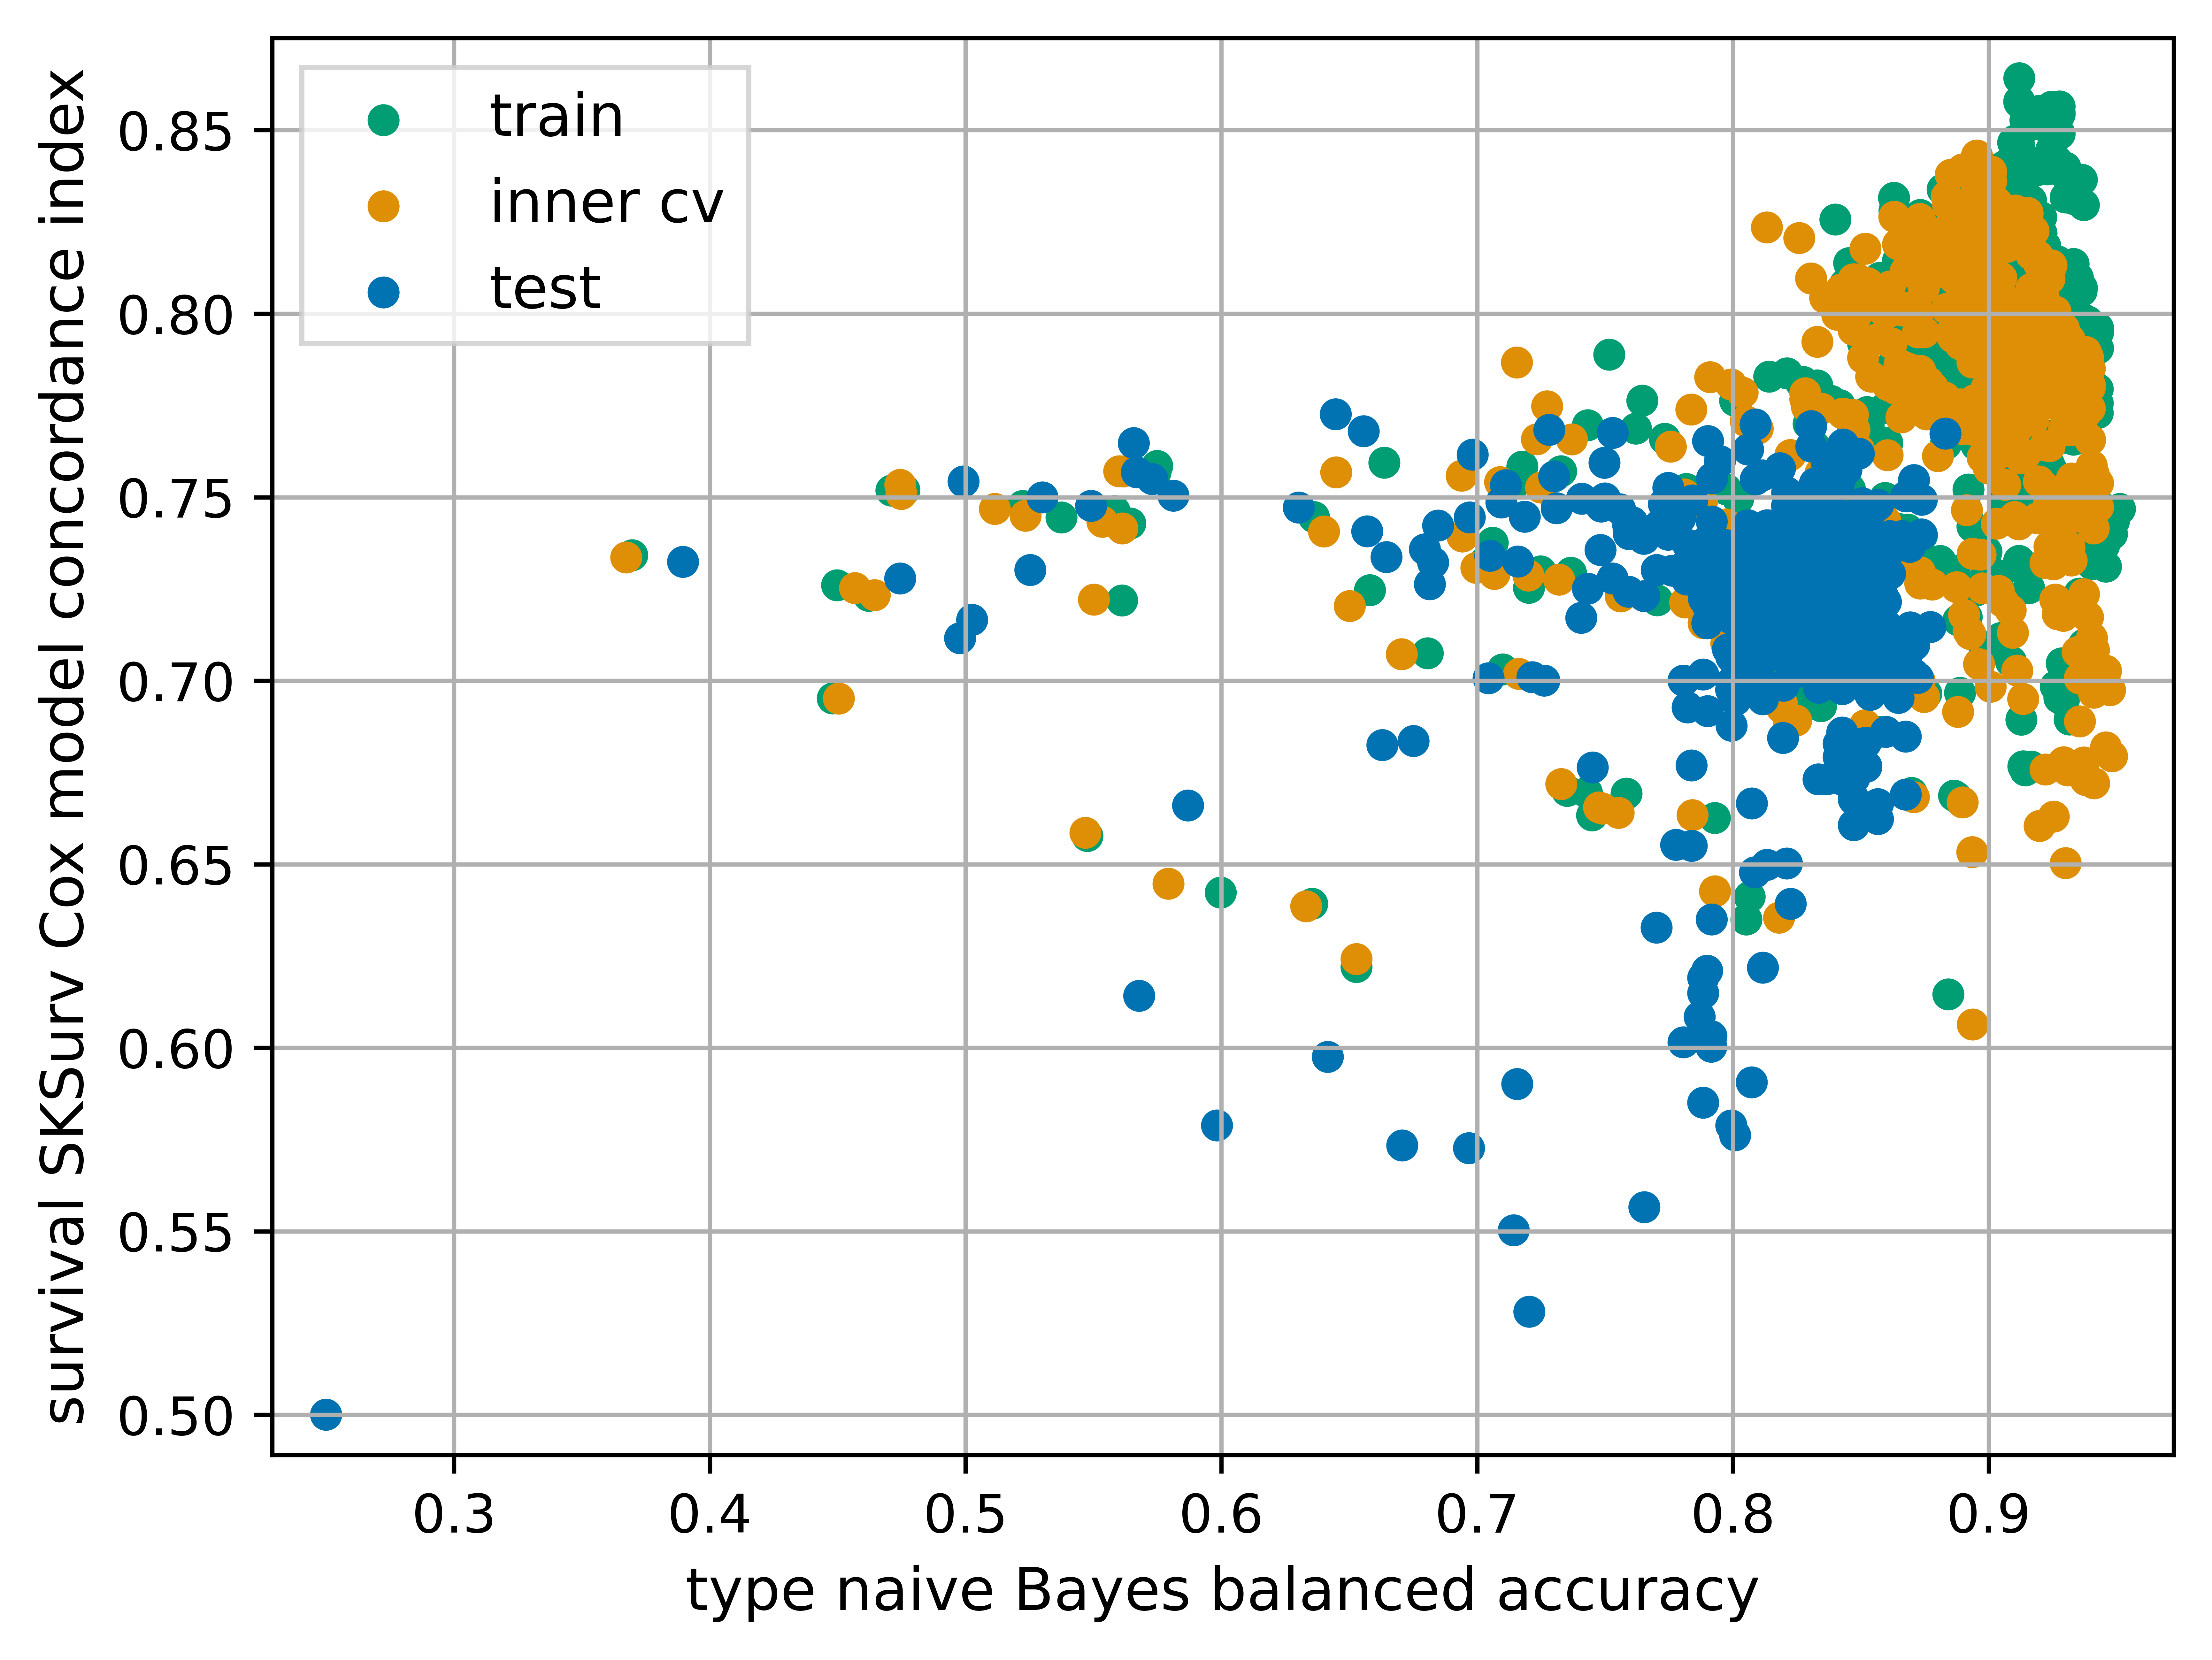 train
inner cv
test
survival SKSurv Cox model concordance index
0.85
0.80
0.75
0.70
0.65
0.60
0.55
0.50
0.3 0.4 0.5 0.6 0.7 0.8 0.9
type naive Bayes balanced accuracy